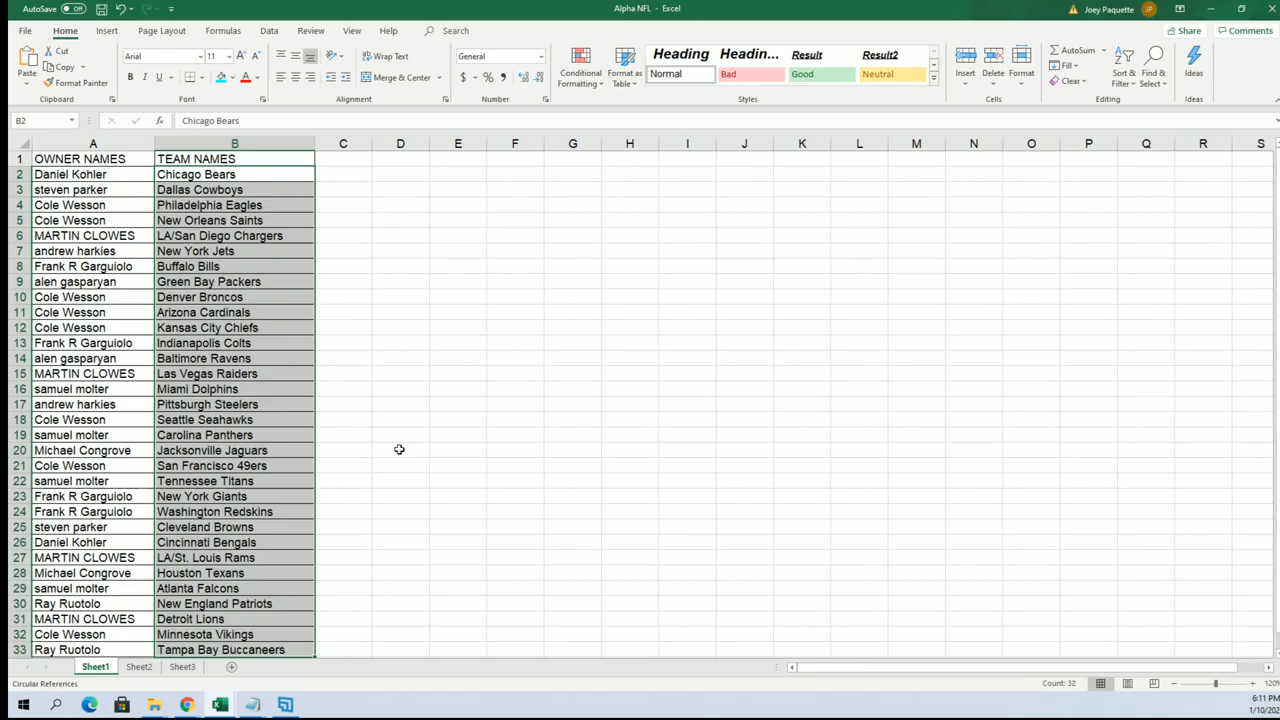 AutoSave Off Alpha NFL - Excel Joey Paquette JP
File Home Insert Page Layout Formulas Data Review View Help Search Share Comments
Paste Cut Copy Format Painter Clipboard
Arial 11 A A B I U A Font
Wrap Text Merge & Center Alignment
General $ % , Number
Conditional Formatting Format as Table
Heading Headin... Result Result2
Normal Bad Good Neutral
Styles
Insert Delete Format Cells
AutoSum Fill Clear Sort & Filter Find & Select Editing
Ideas Ideas
B2 fx Chicago Bears
A B C D E F G H I J K L M N O P Q R S
1 OWNER NAMES TEAM NAMES
2 Daniel Kohler Chicago Bears
3 steven parker Dallas Cowboys
4 Cole Wesson Philadelphia Eagles
5 Cole Wesson New Orleans Saints
6 MARTIN CLOWES LA/San Diego Chargers
7 andrew harkies New York Jets
8 Frank R Garguiolo Buffalo Bills
9 alen gasparyan Green Bay Packers
10 Cole Wesson Denver Broncos
11 Cole Wesson Arizona Cardinals
12 Cole Wesson Kansas City Chiefs
13 Frank R Garguiolo Indianapolis Colts
14 alen gasparyan Baltimore Ravens
15 MARTIN CLOWES Las Vegas Raiders
16 samuel molter Miami Dolphins
17 andrew harkies Pittsburgh Steelers
18 Cole Wesson Seattle Seahawks
19 samuel molter Carolina Panthers
20 Michael Congrove Jacksonville Jaguars
21 Cole Wesson San Francisco 49ers
22 samuel molter Tennessee Titans
23 Frank R Garguiolo New York Giants
24 Frank R Garguiolo Washington Redskins
25 steven parker Cleveland Browns
26 Daniel Kohler Cincinnati Bengals
27 MARTIN CLOWES LA/St. Louis Rams
28 Michael Congrove Houston Texans
29 samuel molter Atlanta Falcons
30 Ray Ruotolo New England Patriots
31 MARTIN CLOWES Detroit Lions
32 Cole Wesson Minnesota Vikings
33 Ray Ruotolo Tampa Bay Buccaneers
Sheet1 Sheet2 Sheet3
Circular References Count: 32 120%
6:11 PM
1/10/202